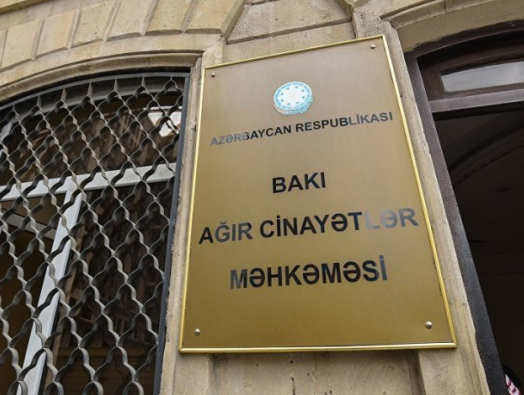 AZƏRBAYCAN RESPUBLİKASI
BAKI
AĞIR CİNAYƏTLƏR
MƏHKƏMƏSİ